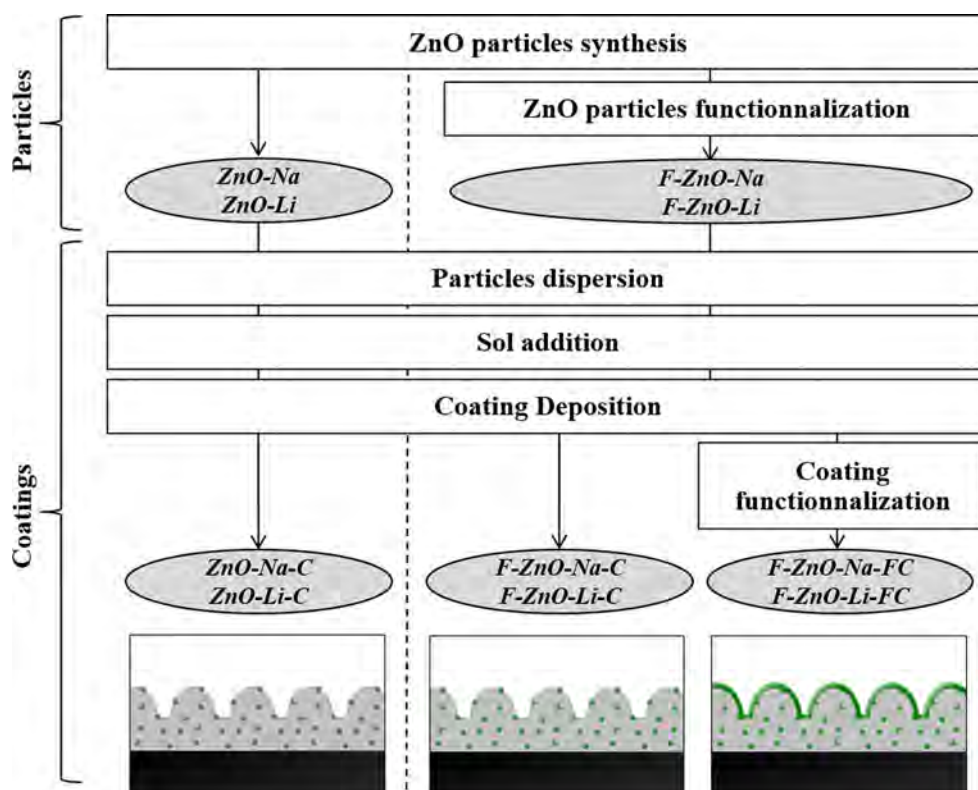 ZnO particles synthesis
Particles
ZnO particles functionnalization
ZnO-Na
ZnO-Li
F-ZnO-Na
F-ZnO-Li
Particles dispersion
Sol addition
Coating Deposition
Coatings
Coating
functionnalization
ZnO-Na-C
ZnO-Li-C
F-ZnO-Na-C
F-ZnO-Li-C
F-ZnO-Na-FC
F-ZnO-Li-FC